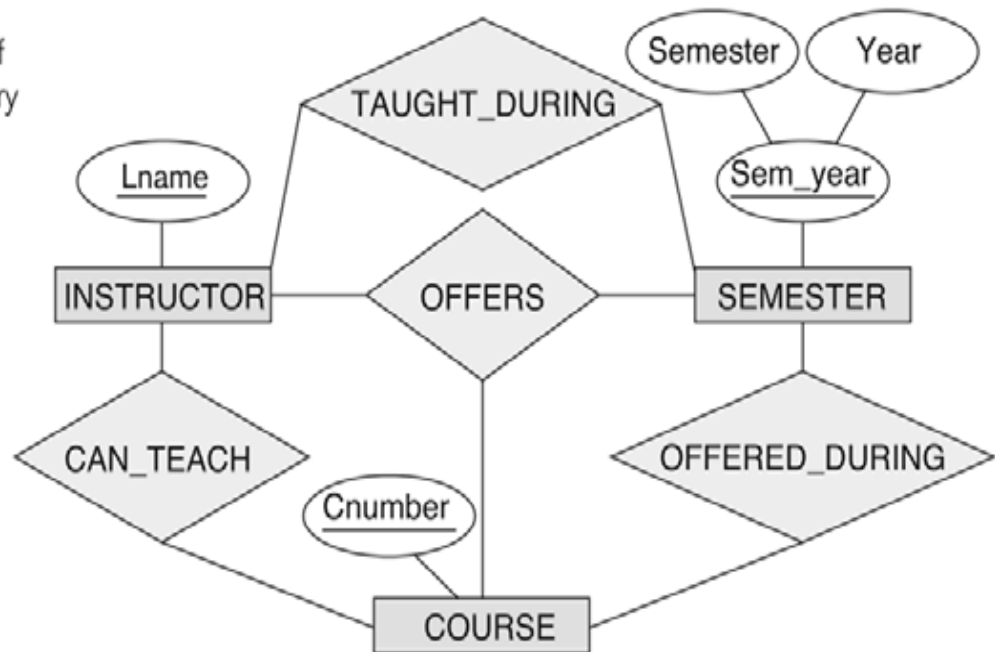 Semester
Year
TAUGHT_DURING
Lname
Sem_year
INSTRUCTOR
OFFERS
SEMESTER
CAN_TEACH
OFFERED_DURING
Cnumber
COURSE